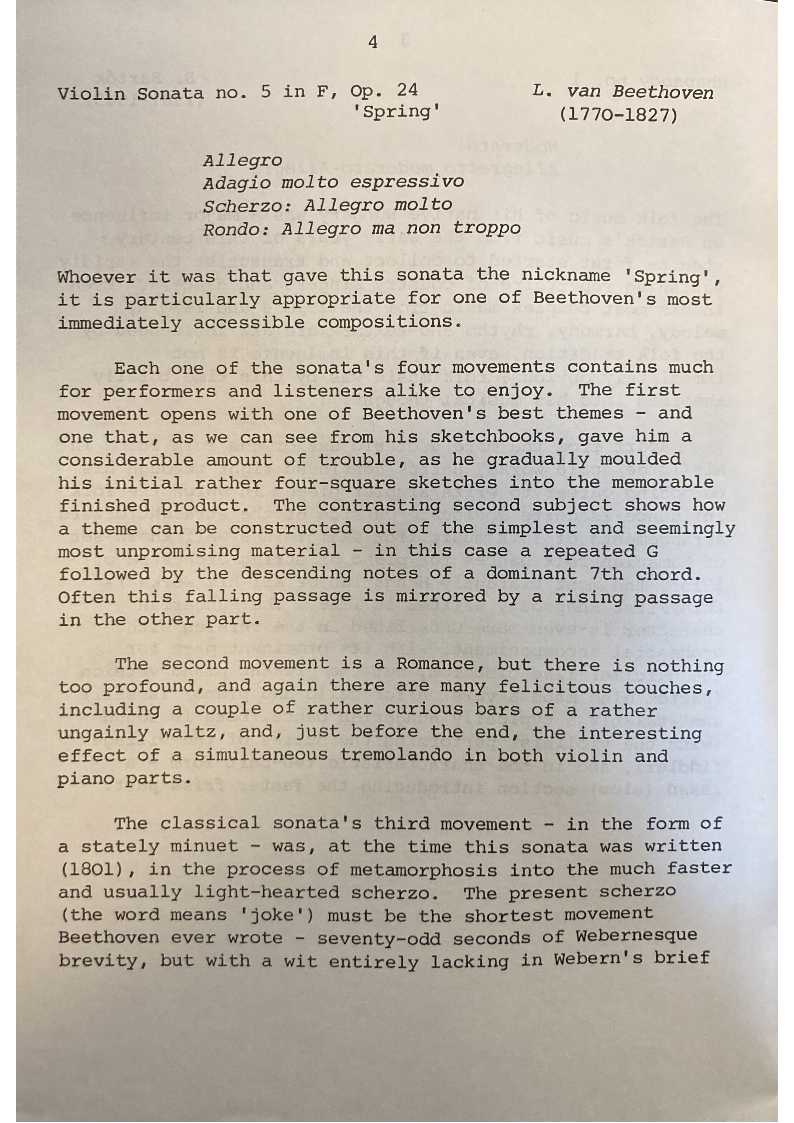 4
Violin Sonata no. 5 in F, Op. 24 L. van Beethoven
'Spring' (1770-1827)
Allegro
Adagio molto espressivo
Scherzo: Allegro molto
Rondo: Allegro ma non troppo
Whoever it was that gave this sonata the nickname 'Spring',
it is particularly appropriate for one of Beethoven's most
immediately accessible compositions.
Each one of the sonata's four movements contains much
for performers and listeners alike to enjoy. The first
movement opens with one of Beethoven's best themes - and
one that, as we can see from his sketchbooks, gave him a
considerable amount of trouble, as he gradually moulded
his initial rather four-square sketches into the memorable
finished product. The contrasting second subject shows how
a theme can be constructed out of the simplest and seemingly
most unpromising material - in this case a repeated G
followed by the descending notes of a dominant 7th chord.
Often this falling passage is mirrored by a rising passage
in the other part.
The second movement is a Romance, but there is nothing
too profound, and again there are many felicitous touches,
including a couple of rather curious bars of a rather
ungainly waltz, and, just before the end, the interesting
effect of a simultaneous tremolando in both violin and
piano parts.
The classical sonata's third movement - in the form of
a stately minuet - was, at the time this sonata was written
(1801), in the process of metamorphosis into the much faster
and usually light-hearted scherzo. The present scherzo
(the word means 'joke') must be the shortest movement
Beethoven ever wrote - seventy-odd seconds of Webernesque
brevity, but with a wit entirely lacking in Webern's brief